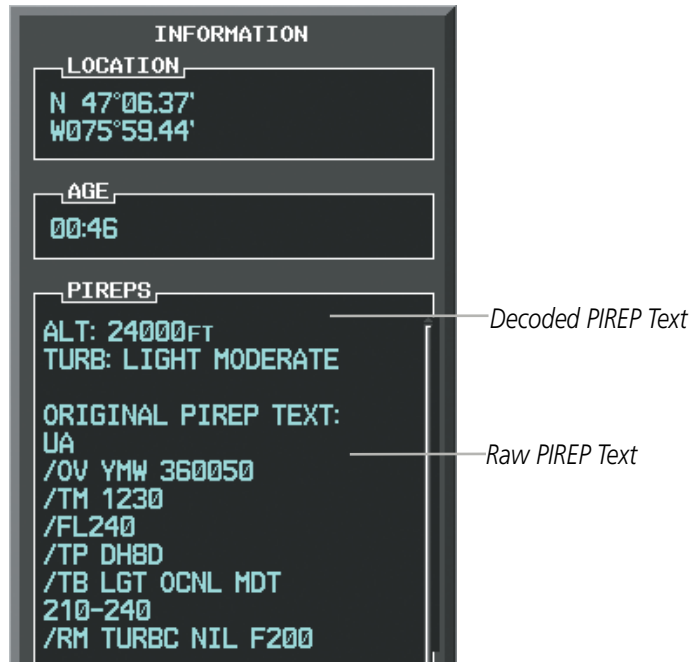 INFORMATION
LOCATION
N 47°06.37'
W075°59.44'
AGE
00:46
PIREPS
ALT: 24000FT
TURB: LIGHT MODERATE
ORIGINAL PIREP TEXT:
UA
/OV YMW 360050
/TM 1230
/FL240
/TP DH8D
/TB LGT OCNL MDT
210-240
/RM TURBC NIL F200
Decoded PIREP Text
Raw PIREP Text